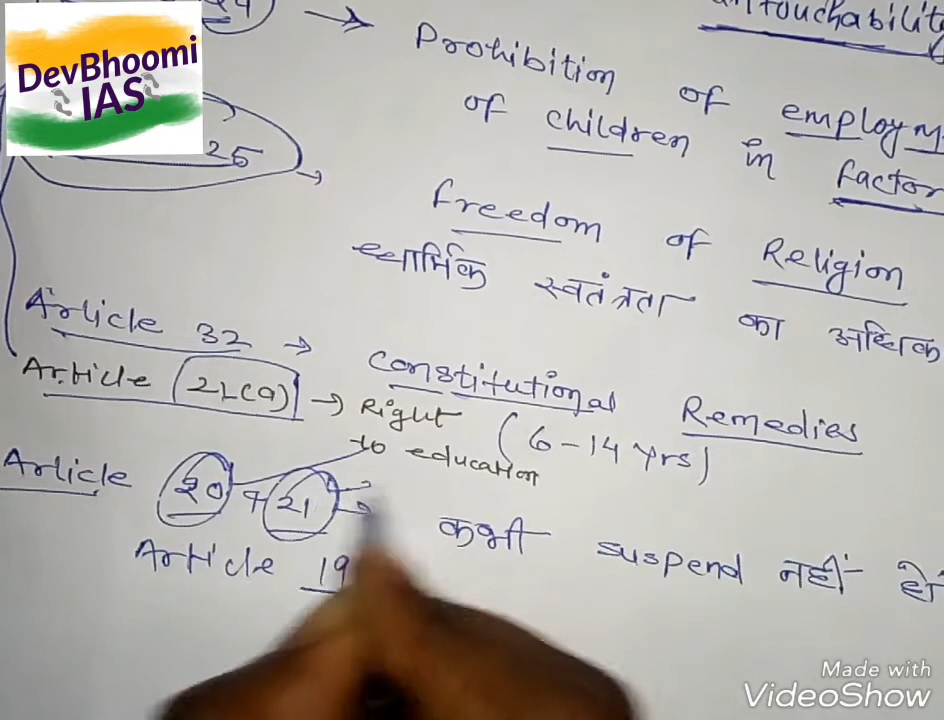 untouchability
24 → Prohibition of employm
of children in factor
DevBhoomi
IAS
25 →
Freedom of Religion
धार्मिक स्वतंत्रता का अधिक
Article 32 → Constitutional Remedies
Article 21(a) → Right (6-14 yrs)
to education
Article 20 + 21 → कभी suspend नहीं हो
Article 19
Made with
VideoShow